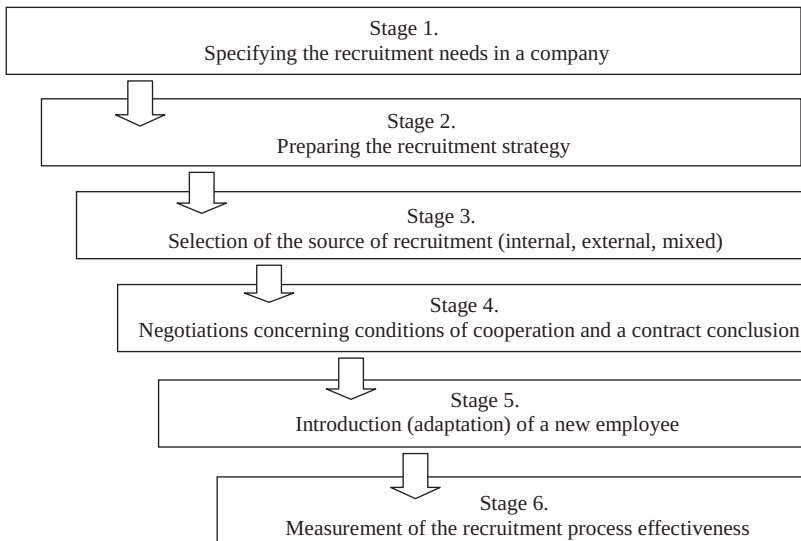 Stage 1.
Specifying the recruitment needs in a company
Stage 2.
Preparing the recruitment strategy
Stage 3.
Selection of the source of recruitment (internal, external, mixed)
Stage 4.
Negotiations concerning conditions of cooperation and a contract conclusion
Stage 5.
Introduction (adaptation) of a new employee
Stage 6.
Measurement of the recruitment process effectiveness